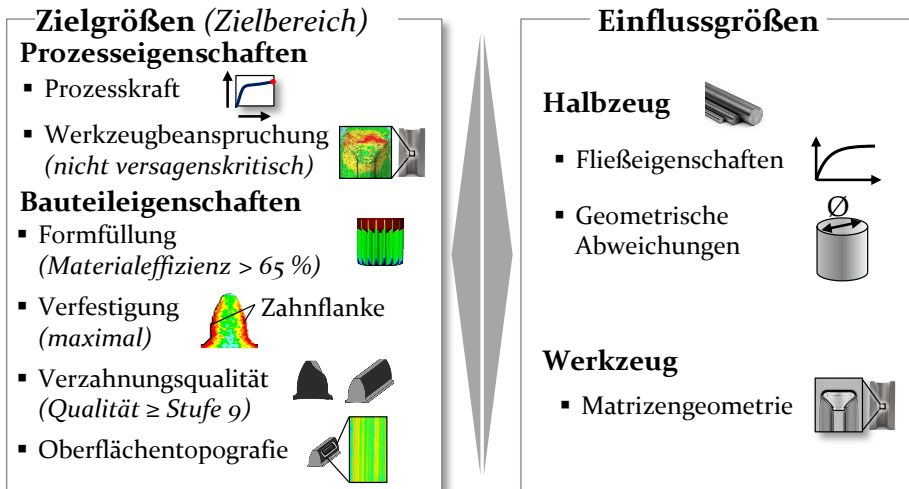 Zielgrößen (Zielbereich)
Prozesseigenschaften
▪ Prozesskraft
▪ Werkzeugbeanspruchung
(nicht versagenskritisch)
Bauteileigenschaften
▪ Formfüllung
(Materialeffizienz > 65 %)
▪ Verfestigung
(maximal)
Zahnflanke
▪ Verzahnungsqualität
(Qualität ≥ Stufe 9)
▪ Oberflächentopografie
Einflussgrößen
Halbzeug
▪ Fließeigenschaften
▪ Geometrische
Abweichungen
Ø
Werkzeug
▪ Matrizengeometrie